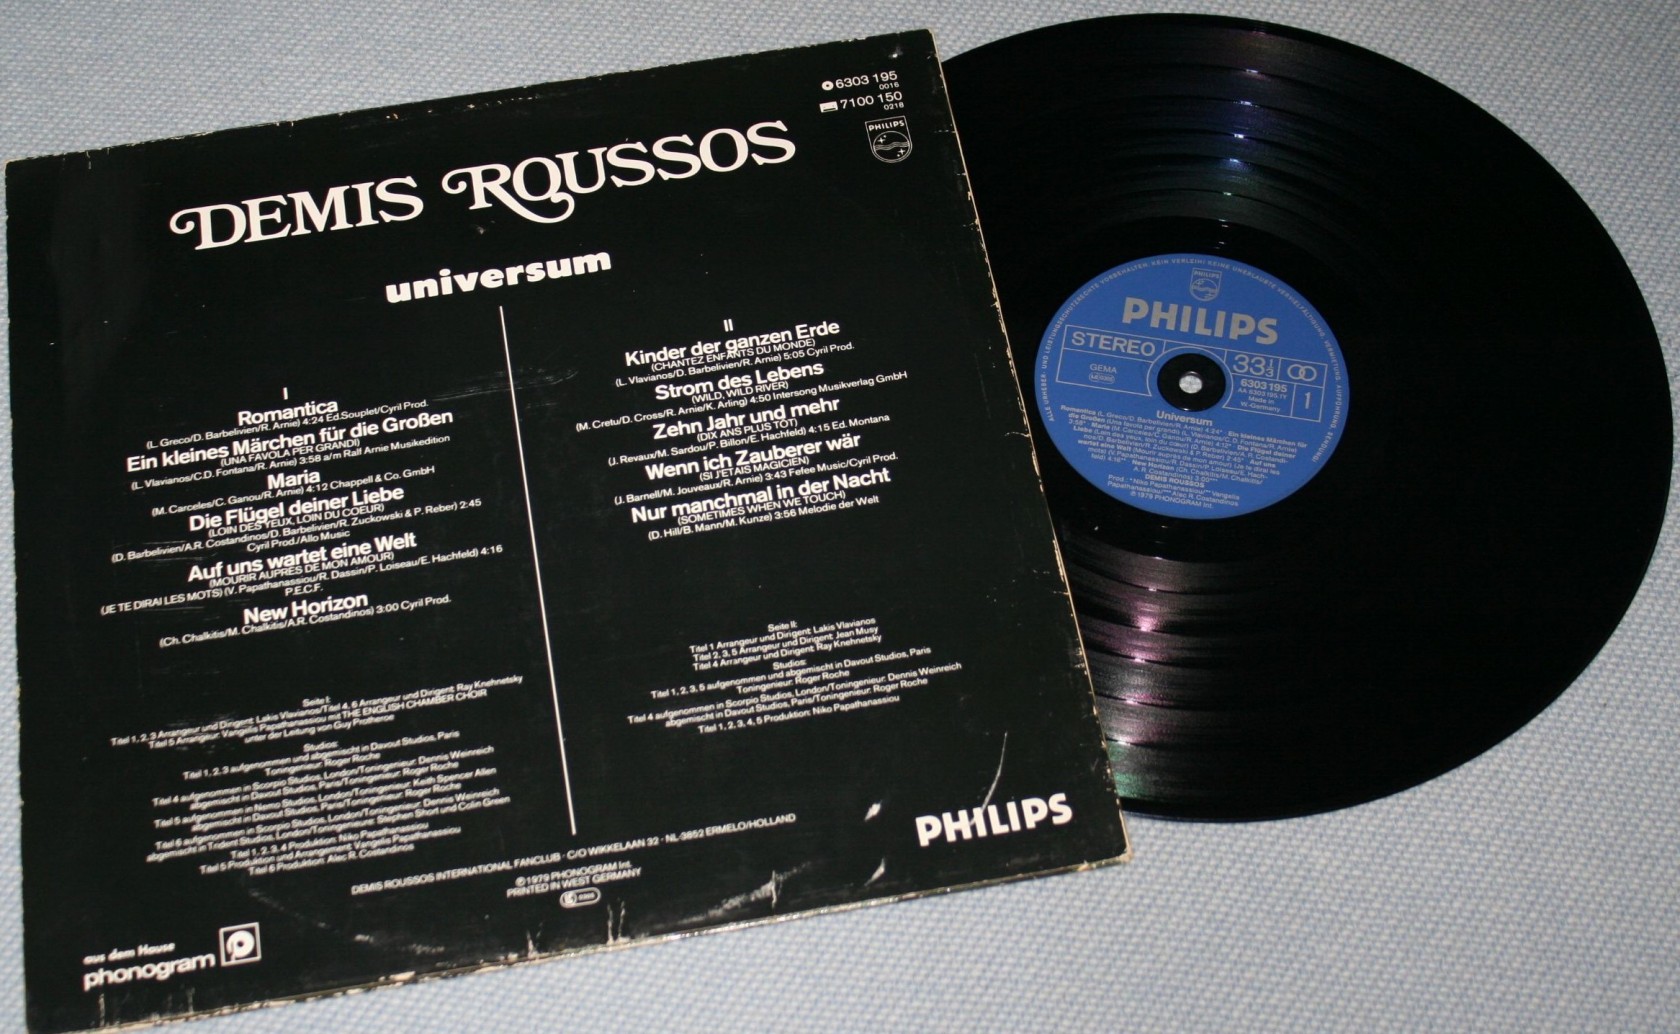 6303 195
0016
7100 150
0218
PHILIPS
DEMIS ROUSSOS
universum
I
Romantica
(L. Greco/D. Barbelivien/R. Arnie) 4:24 Ed.Souplet/Cyril Prod.
Ein kleines Märchen für die Großen
(UNA FAVOLA PER GRANDI)
(L. Vlavianos/C.D. Fontana/R. Arnie) 3:58 a/m Ralf Arnie Musikedition
Maria
(M. Carceles/C. Ganou/R. Arnie) 4:12 Chappell & Co. GmbH
Die Flügel deiner Liebe
(LOIN DES YEUX, LOIN DU COEUR)
(D. Barbelivien/A.R. Costandinos/D. Barbelivien/R. Zuckowski & P. Reber) 2:45
Cyril Prod./Allo Music
Auf uns wartet eine Welt
(MOURIR AUPRES DE MON AMOUR)
(JE TE DIRAI LES MOTS) (V. Papathanassiou/R. Dassin/P. Loiseau/E. Hachfeld) 4:16
P.E.C.F.
New Horizon
(Ch. Chalkitis/M. Chalkitis/A.R. Costandinos) 3:00 Cyril Prod.
II
Kinder der ganzen Erde
(CHANTEZ ENFANTS DU MONDE)
(L. Vlavianos/D. Barbelivien/R. Arnie) 5:05 Cyril Prod.
Strom des Lebens
(WILD, WILD RIVER)
(M. Cretu/D. Cross/R. Arnie/K. Arling) 4:50 Intersong Musikverlag GmbH
Zehn Jahr und mehr
(DIX ANS PLUS TOT)
(J. Revaux/M. Sardou/P. Billon/E. Hachfeld) 4:15 Ed. Montana
Wenn ich Zauberer wär
(SI J'ETAIS MAGICIEN)
(J. Barnell/M. Jouveaux/R. Arnie) 3:43 Felee Music/Cyril Prod.
Nur manchmal in der Nacht
(SOMETIMES WHEN WE TOUCH)
(D. Hill/B. Mann/M. Kunze) 3:56 Melodie der Welt
Seite I:
Titel 1, 2, 3 Arrangeur und Dirigent: Lakis Vlavianos/Titel 4, 6 Arrangeur und Dirigent: Ray Knehnetsky
Titel 5 Arrangeur: Vangelis Papathanassiou mit THE ENGLISH CHAMBER CHOIR
unter der Leitung von Guy Protheroe
Studios:
Titel 1, 2, 3 aufgenommen und abgemischt in Davout Studios, Paris
Toningenieur: Roger Roche
Titel 4 aufgenommen in Scorpio Studios, London/Toningenieur: Dennis Weinreich
abgemischt in Davout Studios, Paris/Toningenieur: Roger Roche
Titel 5 aufgenommen in Nemo Studios, London/Toningenieur: Keith Spencer Allen
abgemischt in Davout Studios, Paris/Toningenieur: Roger Roche
Titel 6 aufgenommen in Scorpio Studios, London/Toningenieur: Dennis Weinreich
abgemischt in Trident Studios, London/Toningenieure: Stephen Short und Colin Green
Titel 1, 2, 3, 4 Produktion: Niko Papathanassiou
Titel 5 Produktion und Arrangement: Vangelis Papathanassiou
Titel 6 Produktion: Alec R. Costandinos
Seite II:
Titel 1 Arrangeur und Dirigent: Lakis Vlavianos
Titel 2, 3, 5 Arrangeur und Dirigent: Jean Musy
Titel 4 Arrangeur und Dirigent: Ray Knehnetsky
Studios:
Titel 1, 2, 3, 5 aufgenommen und abgemischt in Davout Studios, Paris
Toningenieur: Roger Roche
Titel 4 aufgenommen in Scorpio Studios, London/Toningenieur: Dennis Weinreich
abgemischt in Davout Studios, Paris/Toningenieur: Roger Roche
Titel 1, 2, 3, 4, 5 Produktion: Niko Papathanassiou
DEMIS ROUSSOS INTERNATIONAL FANCLUB · C/O WIKKELAAN 32 · NL-3852 ERMELO/HOLLAND
℗ 1979 PHONOGRAM Int.
PRINTED IN WEST GERMANY
aus dem Hause
phonogram
PHILIPS
PHILIPS
PHILIPS
STEREO
33 1/3
GEMA
6303 195
AA 6303 195.1Y
Made in
W.-Germany
1
Universum
DEMIS ROUSSOS
℗ 1979 PHONOGRAM Int.